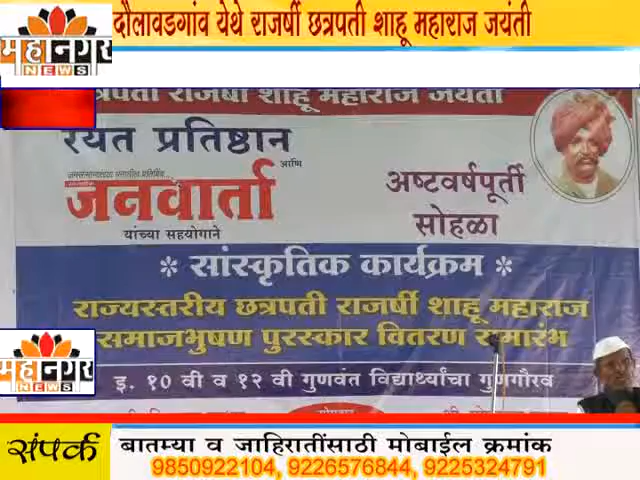 दौलावडगांव येथे राजर्षी छत्रपती शाहू महाराज जयंती
महानगर
NEWS
छत्रपती राजर्षी शाहू महाराज जयंती
रयत प्रतिष्ठान
आणि
जनवार्ता
यांच्या सहयोगाने
अष्टवर्षपूर्ती
सोहळा
* सांस्कृतिक कार्यक्रम *
राज्यस्तरीय छत्रपती राजर्षी शाहू महाराज
समाजभुषण पुरस्कार वितरण समारंभ
इ. १० वी व १२ वी गुणवंत विद्यार्थ्यांचा गुणगौरव
महानगर
NEWS
संपर्क
बातम्या व जाहिरातींसाठी मोबाईल क्रमांक
9850922104, 9226576844, 9225324791